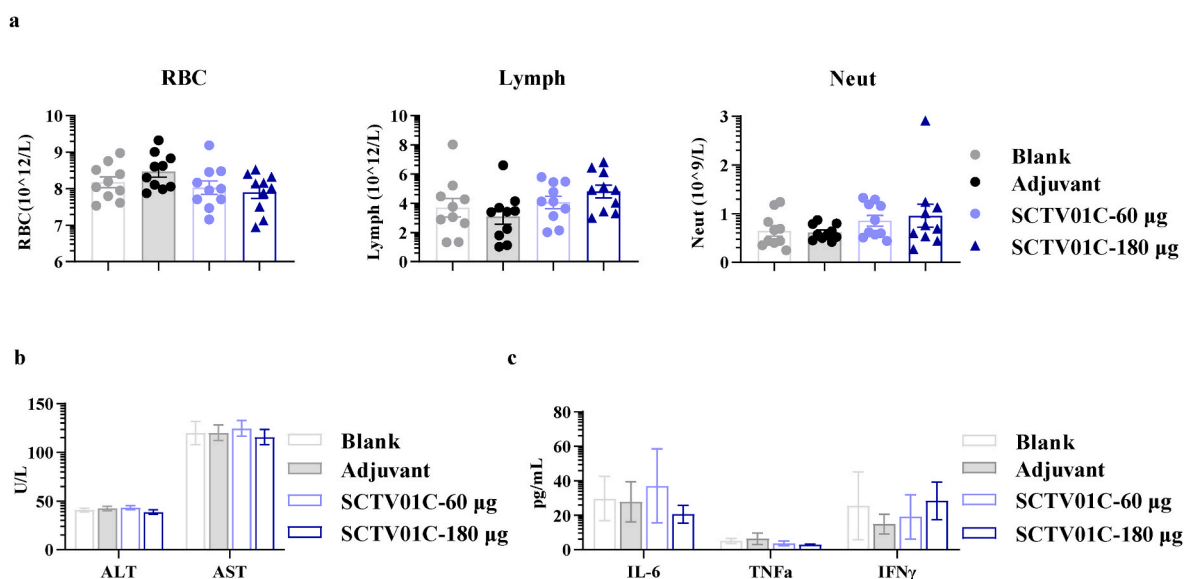 a
RBC
Lymph
Neut
RBC(10^12/L)
10
9
8
7
6
Lymph (10^12/L)
10
8
6
4
2
0
Neut (10^9/L)
3
2
1
0
Blank
Adjuvant
SCTV01C-60 μg
SCTV01C-180 μg
b
U/L
150
100
50
0
ALT
AST
Blank
Adjuvant
SCTV01C-60 μg
SCTV01C-180 μg
c
pg/mL
80
60
40
20
0
IL-6
TNFa
IFNγ
Blank
Adjuvant
SCTV01C-60 μg
SCTV01C-180 μg